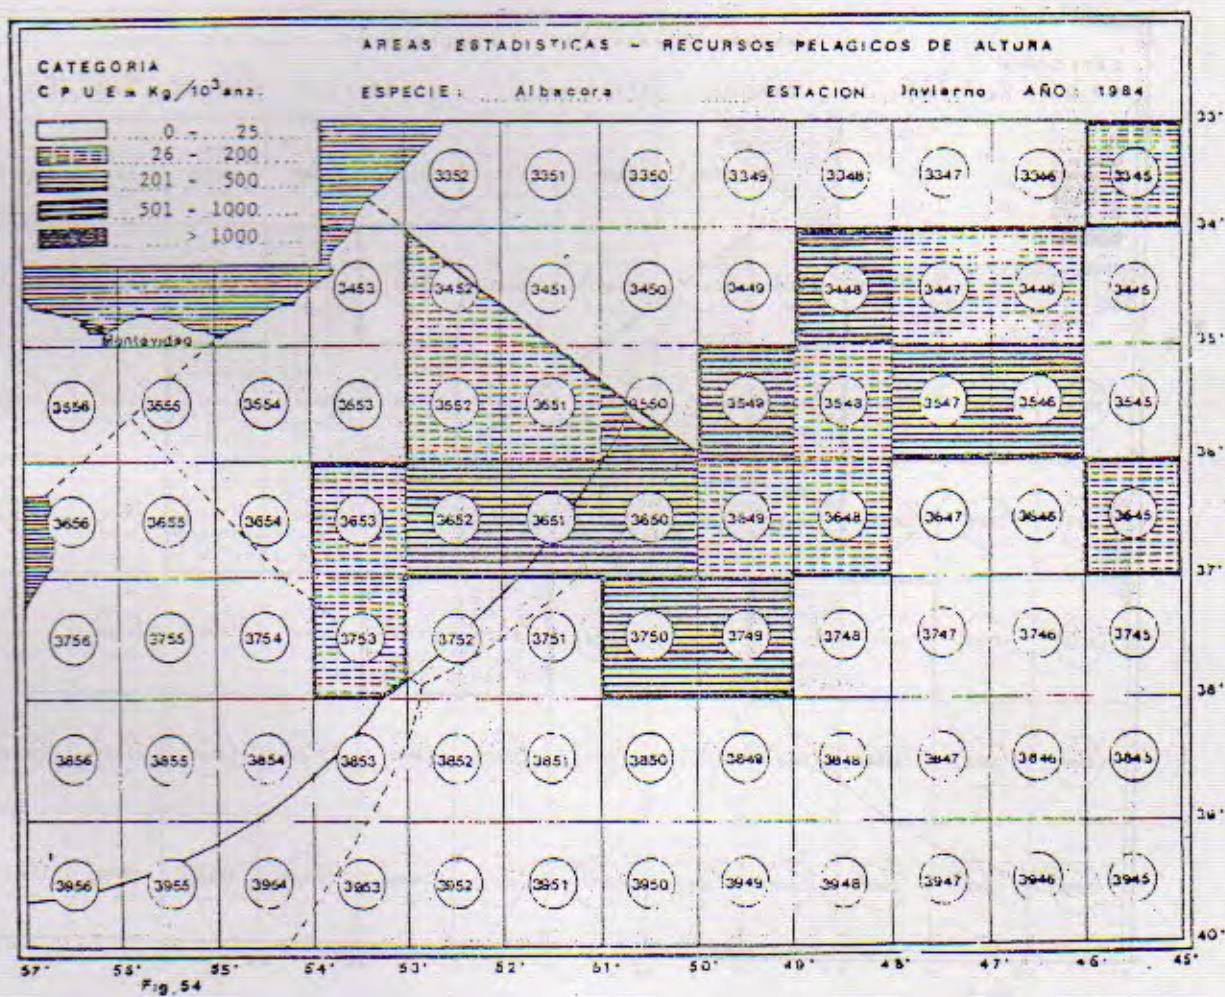 AREAS ESTADISTICAS - RECURSOS PELAGICOS DE ALTURA
CATEGORIA
C P U E = Kg/10³anz.
ESPECIE: Albacora ESTACION Invierno AÑO: 1984
0 - 25
26 - 200
201 - 500
501 - 1000
> 1000
33°
3352 3351 3350 3349 3348 3347 3346 3345
34°
3453 3452 3451 3450 3449 3448 3447 3446 3445
Montevideo
35°
3556 3555 3554 3553 3552 3551 3550 3549 3548 3547 3546 3545
36°
3656 3655 3654 3653 3652 3651 3650 3649 3648 3647 3646 3645
37°
3756 3755 3754 3753 3752 3751 3750 3749 3748 3747 3746 3745
38°
3856 3855 3854 3853 3852 3851 3850 3849 3848 3847 3846 3845
39°
3956 3955 3954 3953 3952 3951 3950 3949 3948 3947 3946 3945
40°
57° 56° 55° 54° 53° 52° 51° 50° 49° 48° 47° 46° 45°
Fig. 54